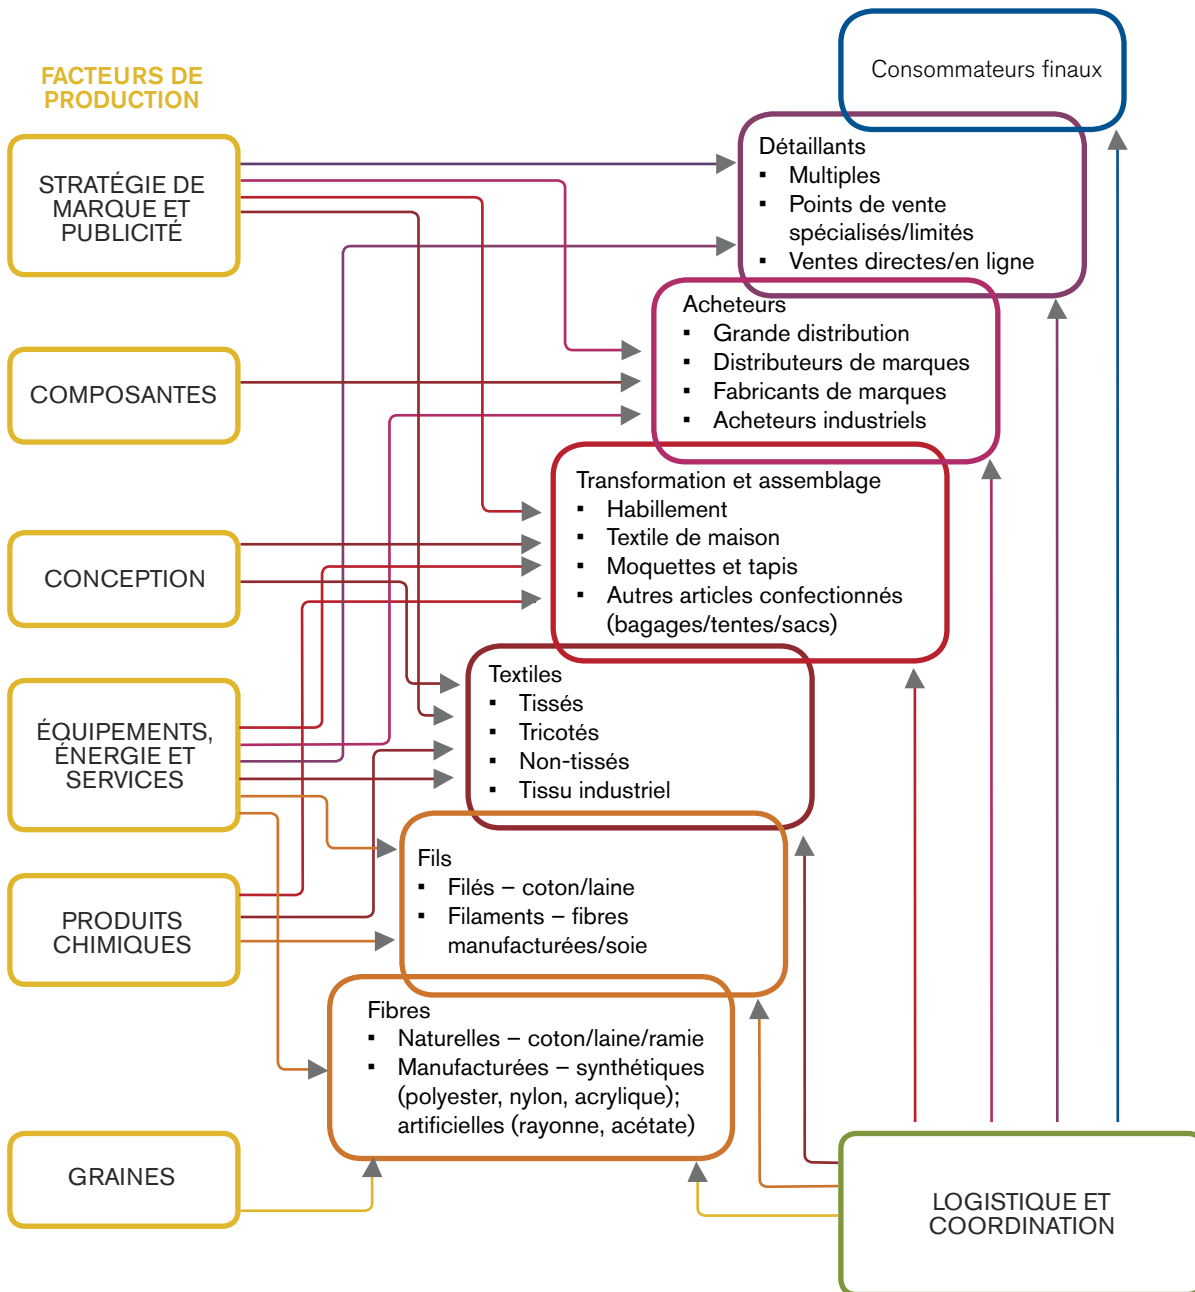 FACTEURS DE
PRODUCTION
STRATÉGIE DE
MARQUE ET
PUBLICITÉ
COMPOSANTES
CONCEPTION
ÉQUIPEMENTS,
ÉNERGIE ET
SERVICES
PRODUITS
CHIMIQUES
GRAINES
Consommateurs finaux
Détaillants
▪ Multiples
▪ Points de vente
spécialisés/limités
▪ Ventes directes/en ligne
Acheteurs
▪ Grande distribution
▪ Distributeurs de marques
▪ Fabricants de marques
▪ Acheteurs industriels
Transformation et assemblage
▪ Habillement
▪ Textile de maison
▪ Moquettes et tapis
▪ Autres articles confectionnés
(bagages/tentes/sacs)
Textiles
▪ Tissés
▪ Tricotés
▪ Non-tissés
▪ Tissu industriel
Fils
▪ Filés – coton/laine
▪ Filaments – fibres
manufacturées/soie
Fibres
▪ Naturelles – coton/laine/ramie
▪ Manufacturées – synthétiques
(polyester, nylon, acrylique);
artificielles (rayonne, acétate)
LOGISTIQUE ET
COORDINATION